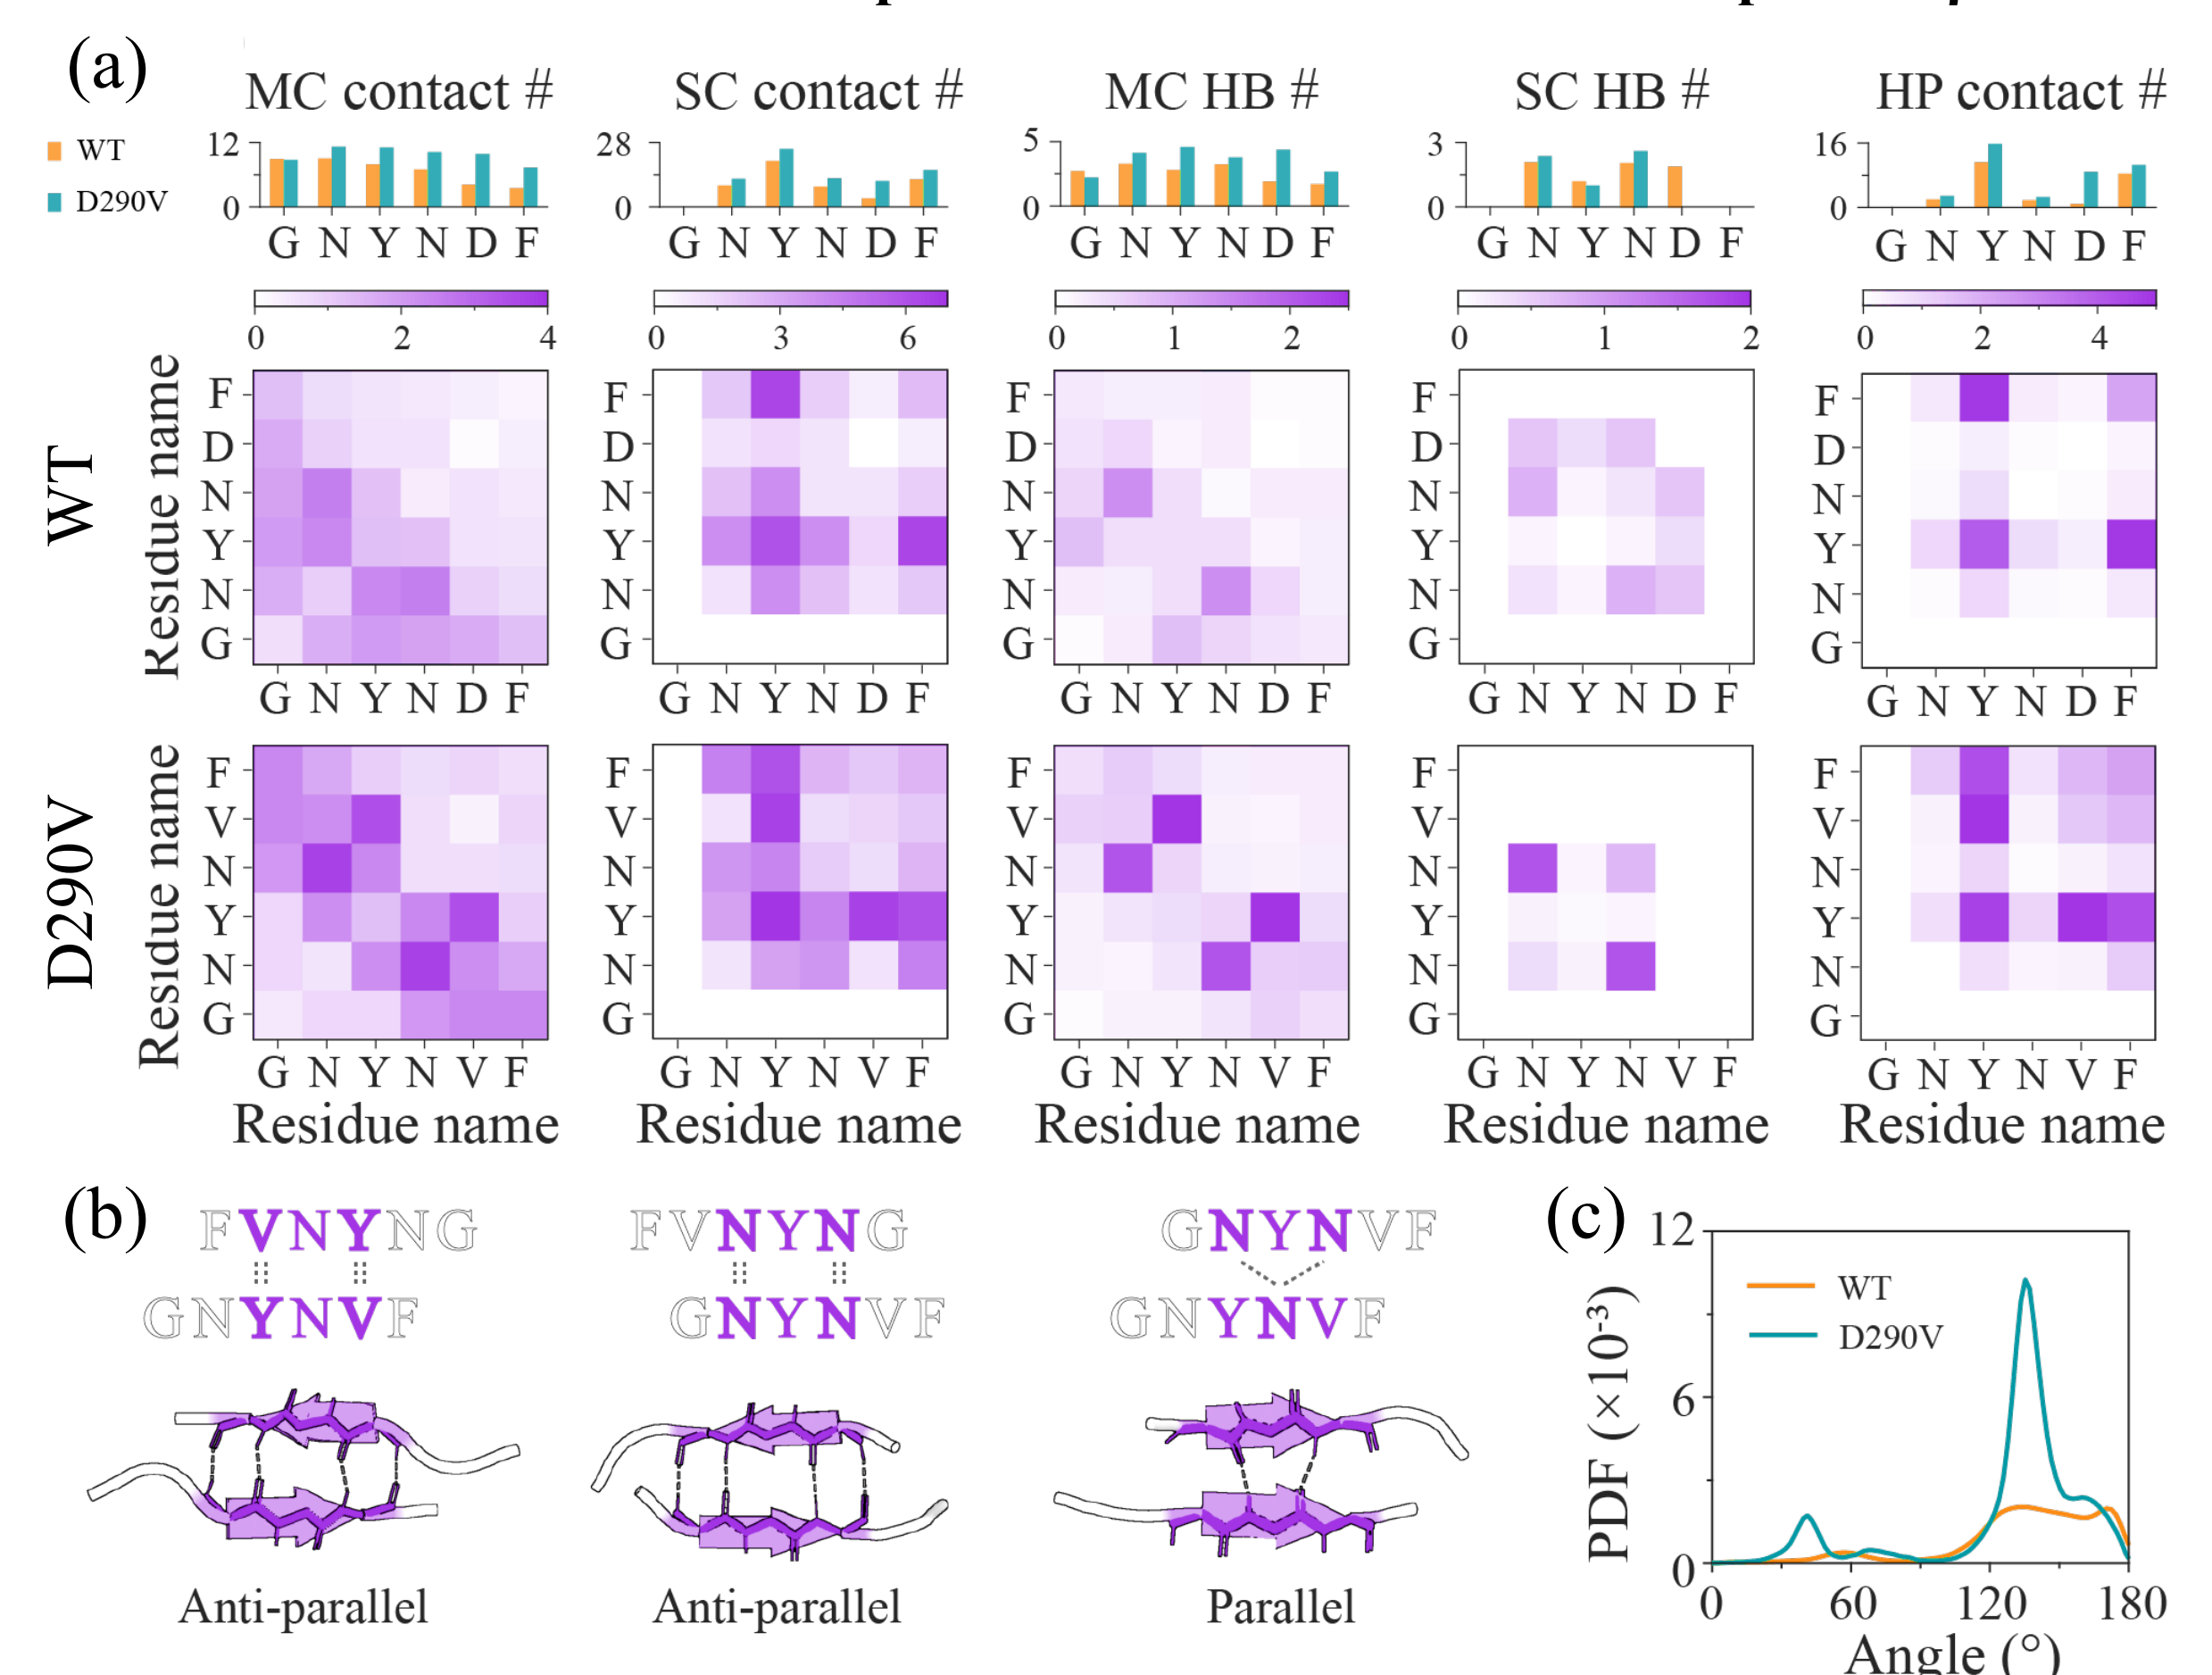 (a)
MC contact #
SC contact #
MC HB #
SC HB #
HP contact #
WT
D290V
12
0
28
0
5
0
3
0
16
0
G N Y N D F
G N Y N D F
G N Y N D F
G N Y N D F
G N Y N D F
0 2 4
0 3 6
0 1 2
0 1 2
0 2 4
WT
Residue name
F
D
N
Y
N
G
F
D
N
Y
N
G
F
D
N
Y
N
G
F
D
N
Y
N
G
F
D
N
Y
N
G
G N Y N D F
G N Y N D F
G N Y N D F
G N Y N D F
G N Y N D F
D290V
Residue name
F
V
N
Y
N
G
F
V
N
Y
N
G
F
V
N
Y
N
G
F
V
N
Y
N
G
F
V
N
Y
N
G
G N Y N V F
G N Y N V F
G N Y N V F
G N Y N V F
G N Y N V F
Residue name
Residue name
Residue name
Residue name
Residue name
(b)
FVNYNG
GNYNVF
Anti-parallel
FVNYNG
GNYNVF
Anti-parallel
GNYNVF
GNYNVF
Parallel
(c)
PDF (×10⁻³)
12
6
0
WT
D290V
0 60 120 180
Angle (°)